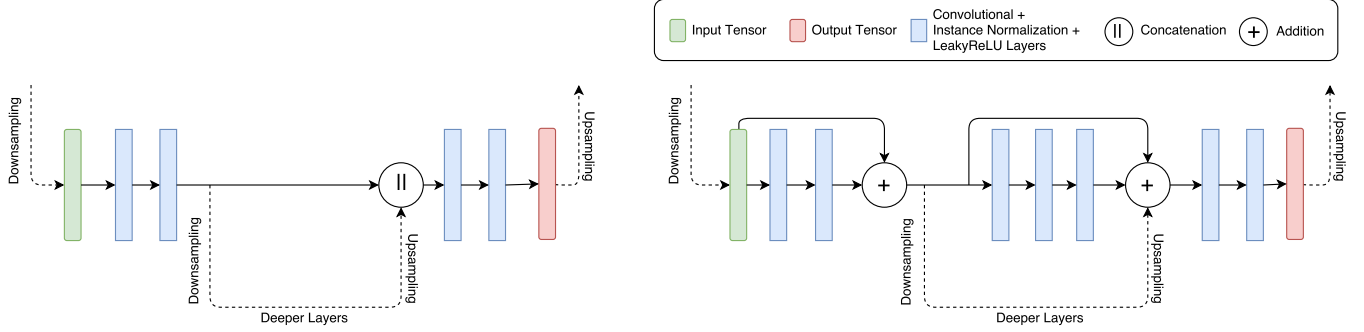 Input Tensor
Output Tensor
Convolutional +
Instance Normalization +
LeakyReLU Layers
||
Concatenation
+
Addition
Downsampling
||
Upsampling
Downsampling
Upsampling
Deeper Layers
Downsampling
+
+
Upsampling
Downsampling
Upsampling
Deeper Layers